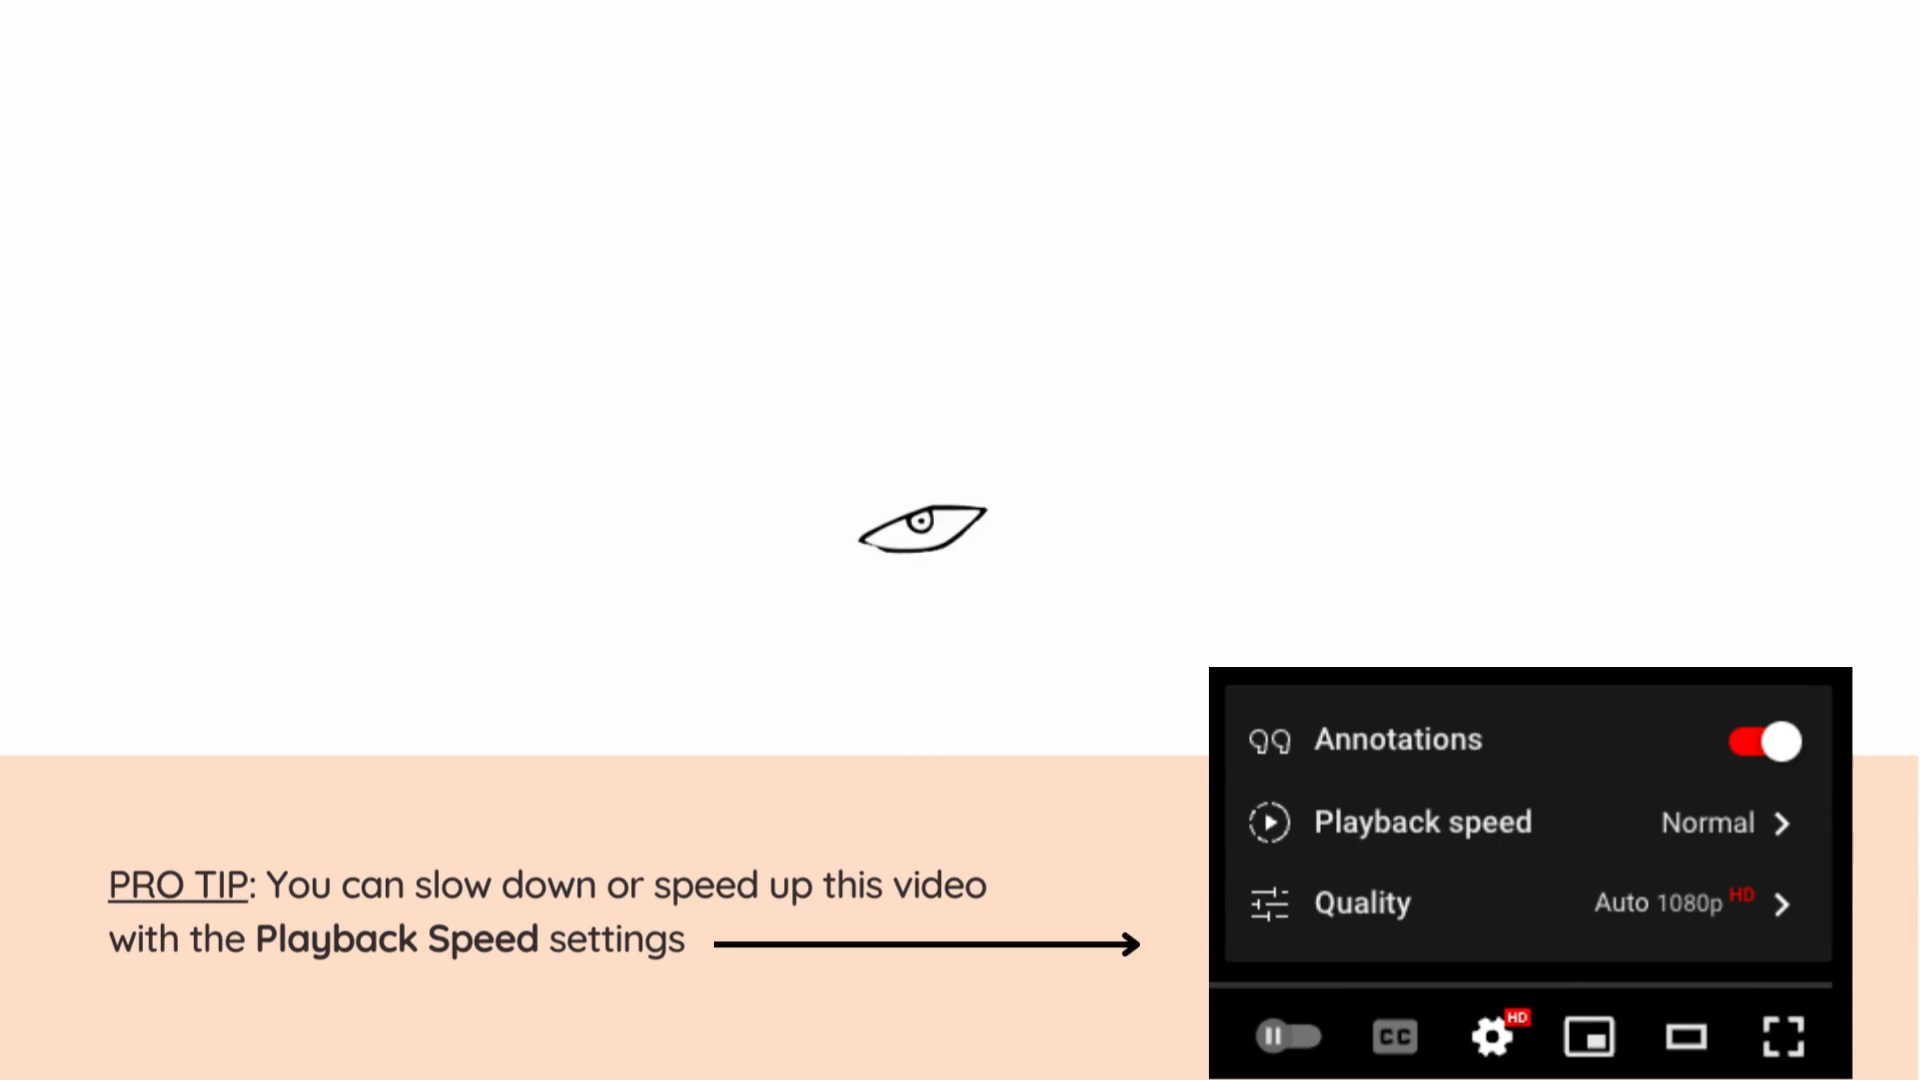 Annotations
Playback speed Normal
Quality Auto 1080p HD
PRO TIP: You can slow down or speed up this video
with the Playback Speed settings
HD
CC